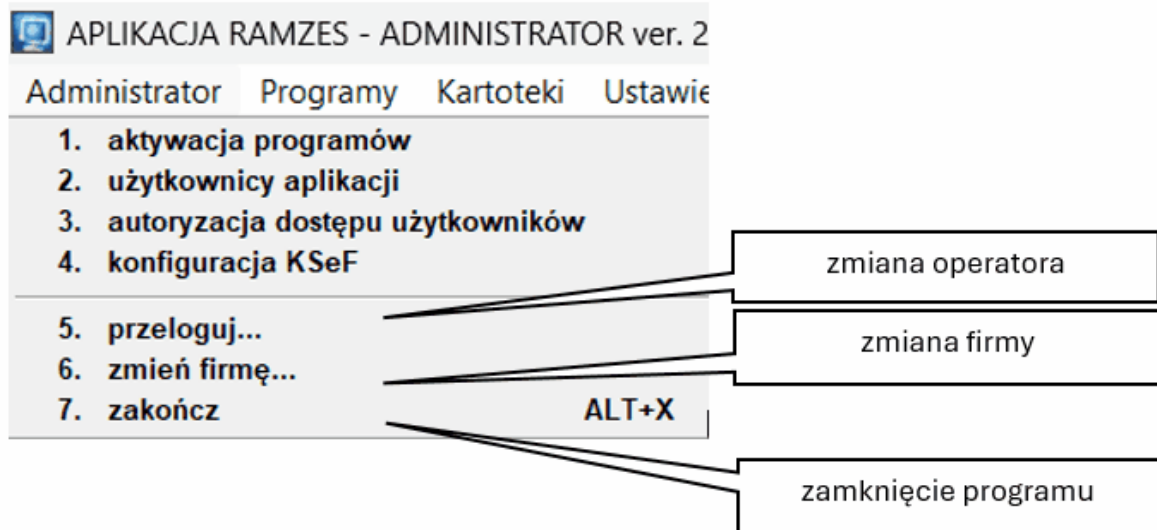 APLIKACJA RAMZES - ADMINISTRATOR ver. 2
Administrator Programy Kartoteki Ustawie
1. aktywacja programów
2. użytkownicy aplikacji
3. autoryzacja dostępu użytkowników
4. konfiguracja KSeF
zmiana operatora
5. przeloguj...
zmiana firmy
6. zmień firmę...
7. zakończ ALT+X
zamknięcie programu